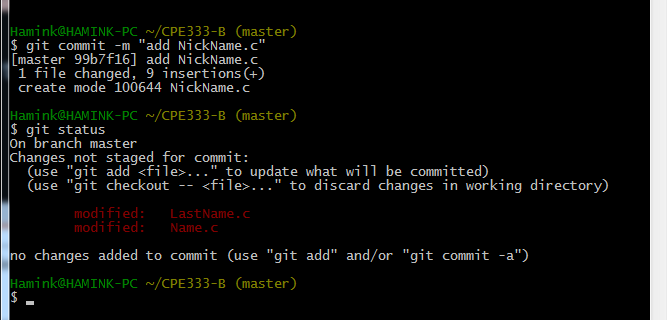 Hamink@HAMINK-PC ~/CPE333-B (master)
$ git commit -m "add NickName.c"
[master 99b7f16] add NickName.c
 1 file changed, 9 insertions(+)
 create mode 100644 NickName.c
Hamink@HAMINK-PC ~/CPE333-B (master)
$ git status
On branch master
Changes not staged for commit:
  (use "git add <file>..." to update what will be committed)
  (use "git checkout -- <file>..." to discard changes in working directory)
        modified:   LastName.c
        modified:   Name.c
no changes added to commit (use "git add" and/or "git commit -a")
Hamink@HAMINK-PC ~/CPE333-B (master)
$ _